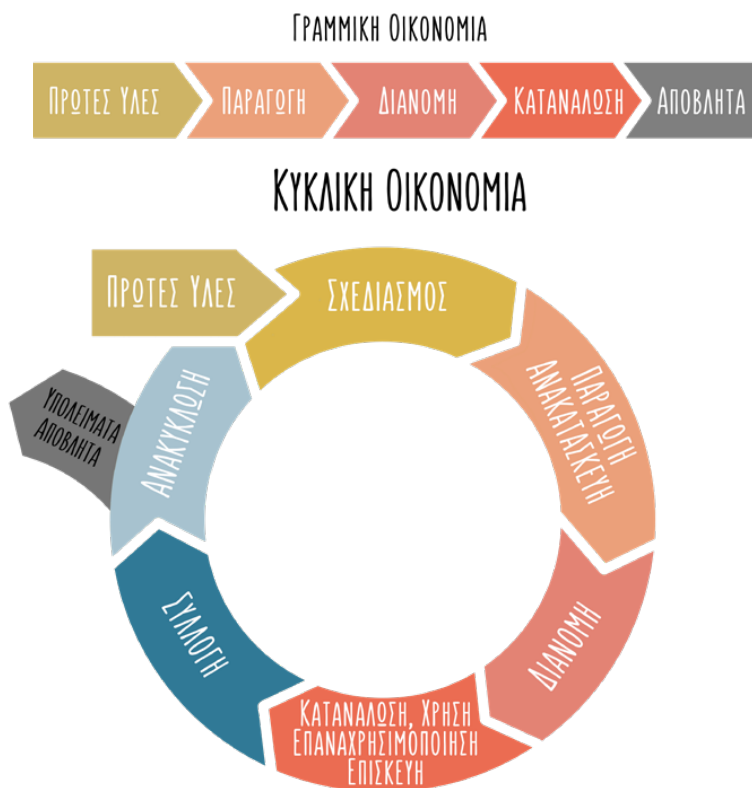 ΓΡΑΜΜΙΚΗ ΟΙΚΟΝΟΜΙΑ
ΠΡΩΤΕΣ ΥΛΕΣ
ΠΑΡΑΓΩΓΗ
ΔΙΑΝΟΜΗ
ΚΑΤΑΝΑΛΩΣΗ
ΑΠΟΒΛΗΤΑ
ΚΥΚΛΙΚΗ ΟΙΚΟΝΟΜΙΑ
ΠΡΩΤΕΣ ΥΛΕΣ
ΣΧΕΔΙΑΣΜΟΣ
ΠΑΡΑΓΩΓΗ
ΑΝΑΚΑΤΑΣΚΕΥΗ
ΔΙΑΝΟΜΗ
ΚΑΤΑΝΑΛΩΣΗ, ΧΡΗΣΗ
ΕΠΑΝΑΧΡΗΣΙΜΟΠΟΙΗΣΗ
ΕΠΙΣΚΕΥΗ
ΣΥΛΛΟΓΗ
ΑΝΑΚΥΚΛΩΣΗ
ΥΠΟΛΕΙΜΑΤΑ
ΑΠΟΒΛΗΤΑ